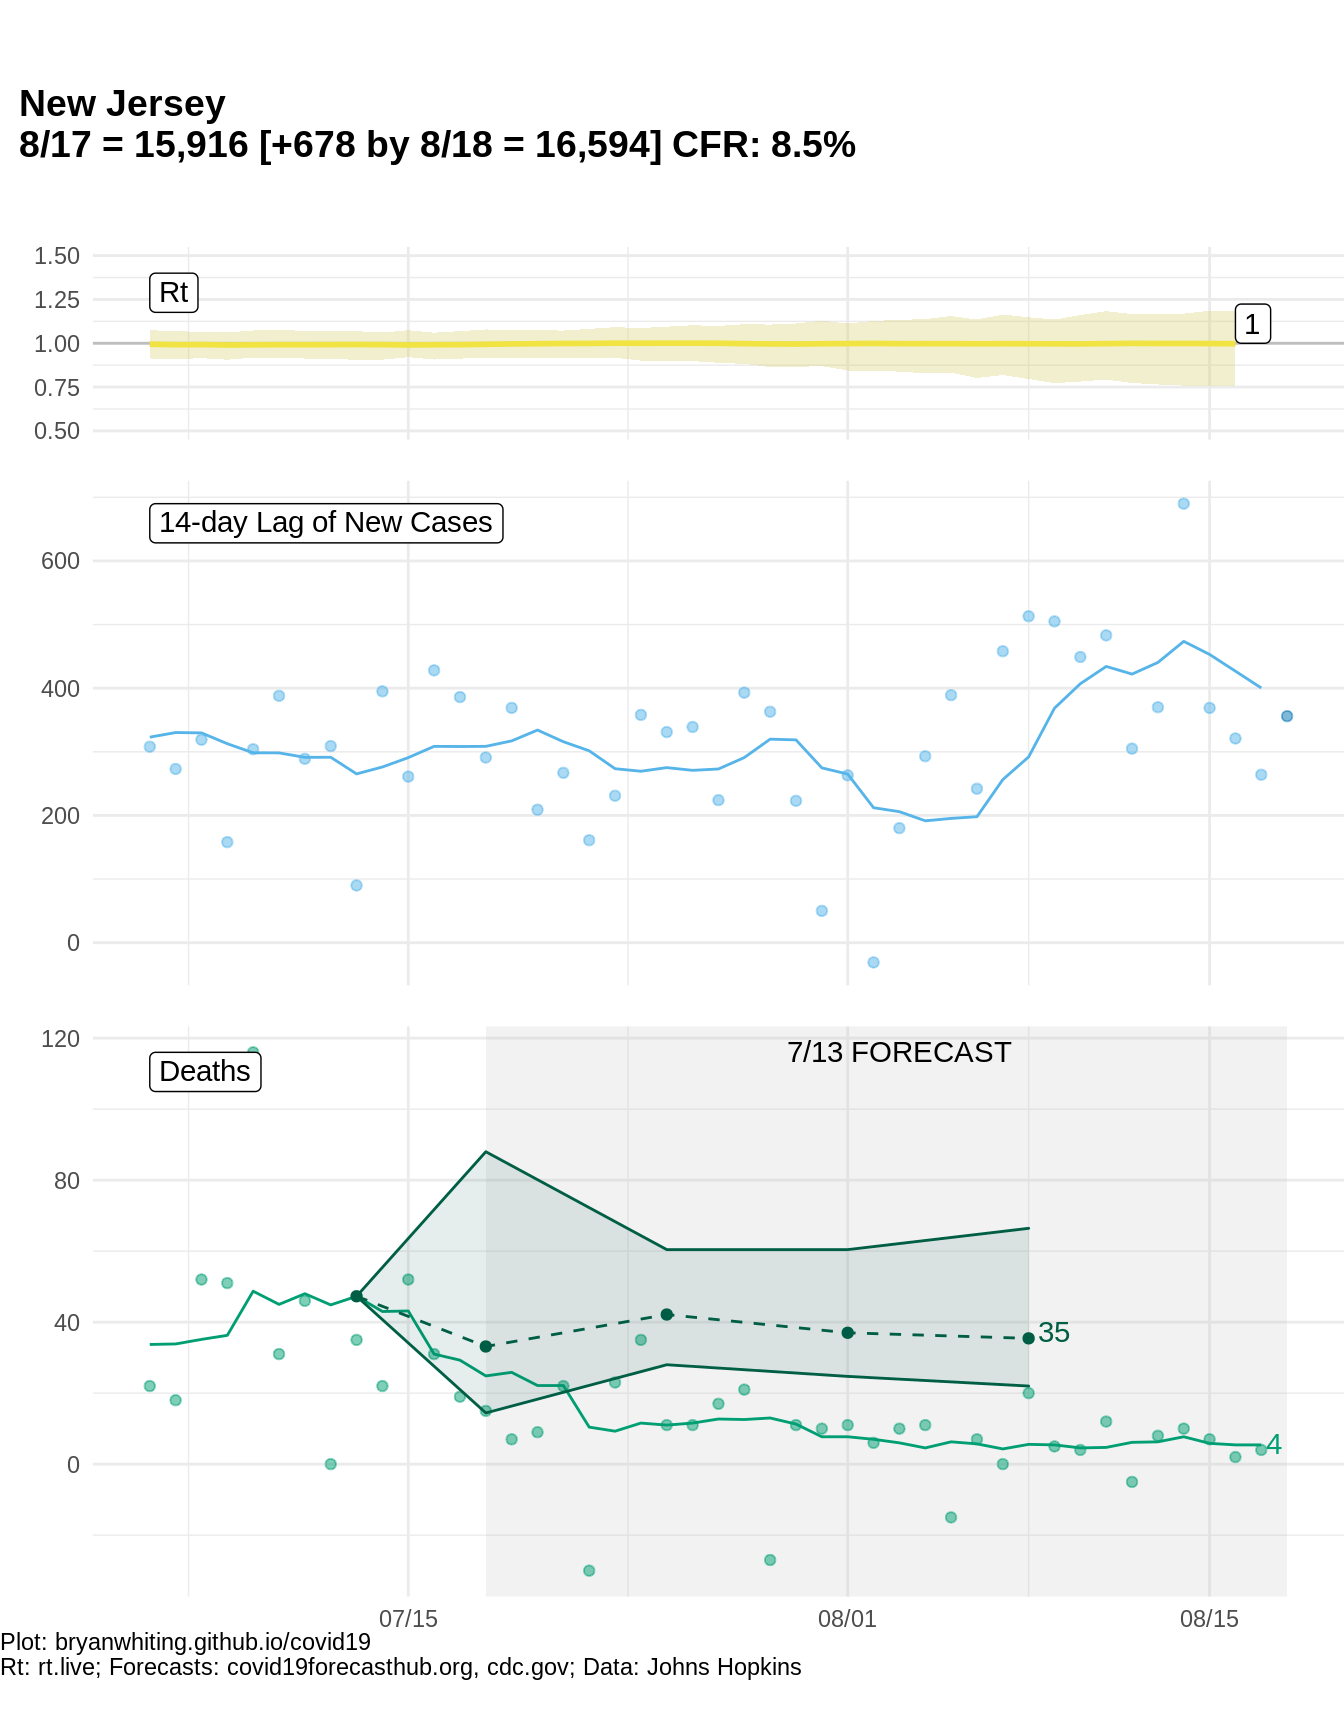 New Jersey
8/17 = 15,916 [+678 by 8/18 = 16,594] CFR: 8.5%
1.50
Rt
1.25
1
1.00
0.75
0.50
14-day Lag of New Cases
600
400
200
0
120
7/13 FORECAST
Deaths
80
40
35
4
0
07/15
08/01
08/15
Plot: bryanwhiting.github.io/covid19
Rt: rt.live; Forecasts: covid19forecasthub.org, cdc.gov; Data: Johns Hopkins